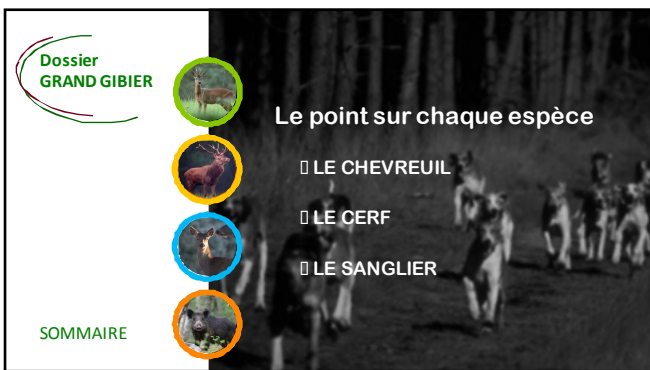 Dossier
GRAND GIBIER
Le point sur chaque espèce
▯ LE CHEVREUIL
▯ LE CERF
▯ LE SANGLIER
SOMMAIRE